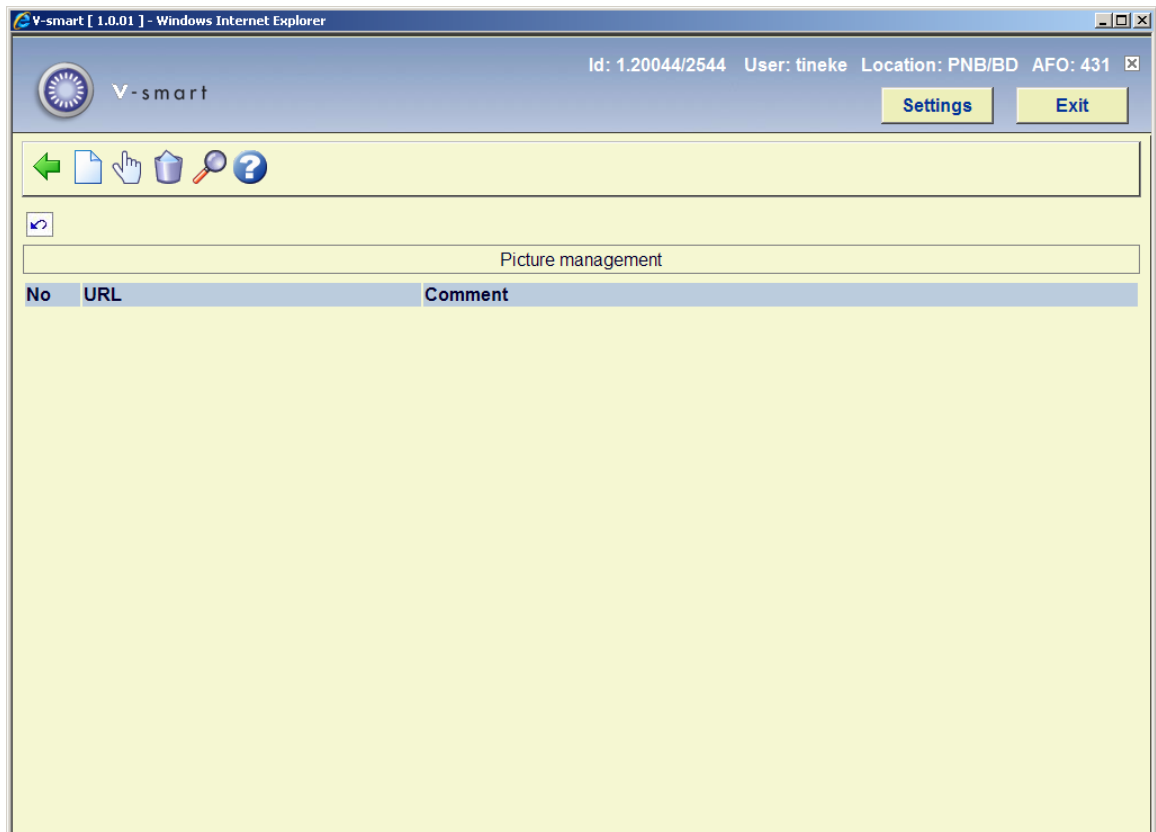 V-smart [ 1.0.01 ] - Windows Internet Explorer
Id: 1.20044/2544 User: tineke Location: PNB/BD AFO: 431
V-smart
Settings Exit
Picture management
No URL Comment